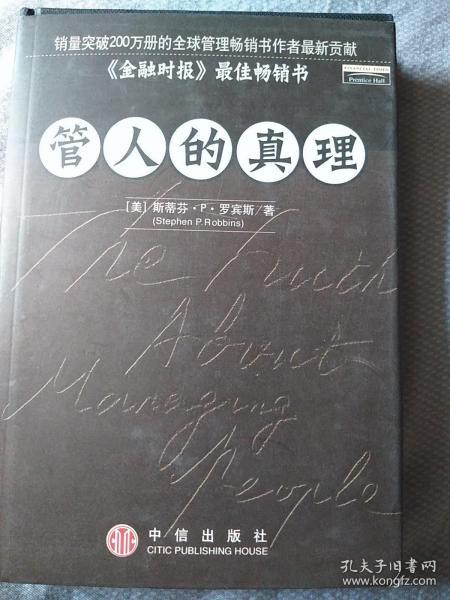 销量突破200万册的全球管理畅销书作者最新贡献
《金融时报》最佳畅销书
FINANCIAL TIMES
Prentice Hall
管人的真理
[美] 斯蒂芬·P·罗宾斯/著
(Stephen P.Robbins)
The Truth
About
Managing
People
中信出版社
CITIC PUBLISHING HOUSE
孔夫子旧书网
www.kongfz.com